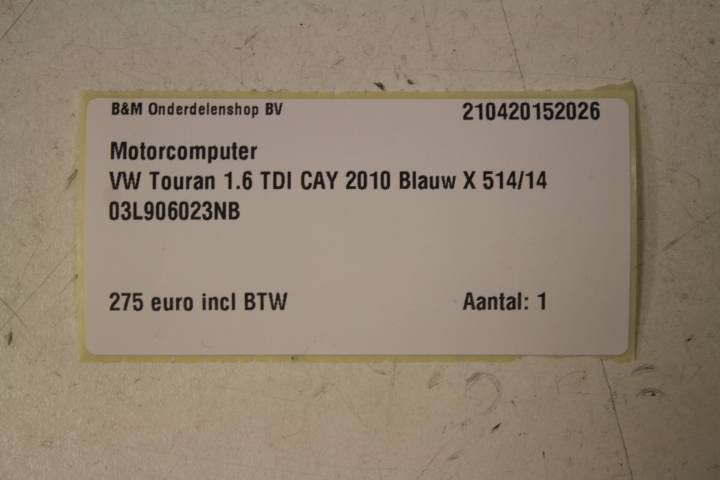 B&M Onderdelenshop BV 210420152026
Motorcomputer
VW Touran 1.6 TDI CAY 2010 Blauw X 514/14
03L906023NB
275 euro incl BTW Aantal: 1